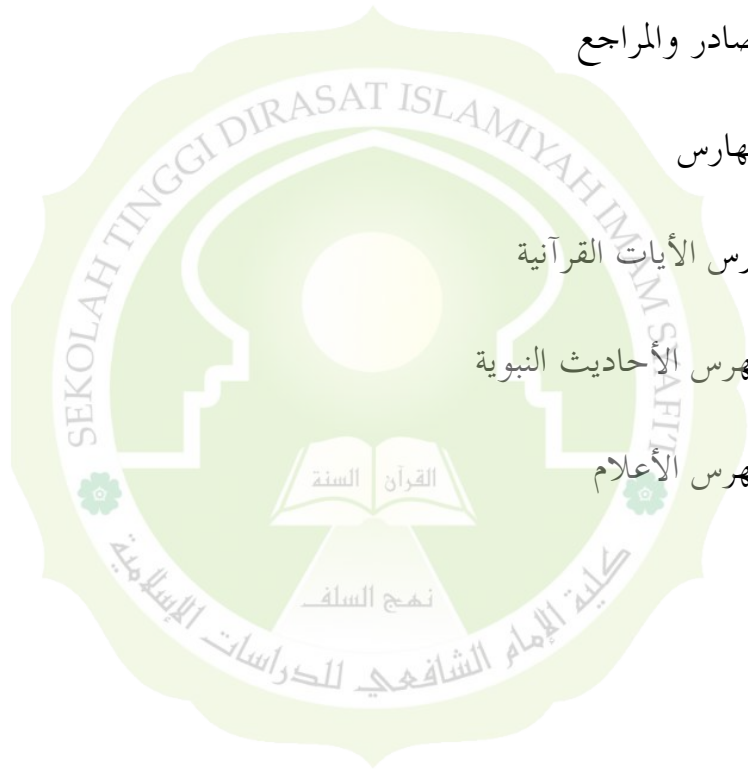 صادر والمراجع
هارس
رس الأيات القرآنية
هرس الأحاديث النبوية
هرس الأعلام
SEKOLAH TINGGI DIRASAT ISLAMIYAH IMAM SYAFI'I
القرآن السنة
نهج السلف
كلية الإمام الشافعي للدراسات الإسلامية